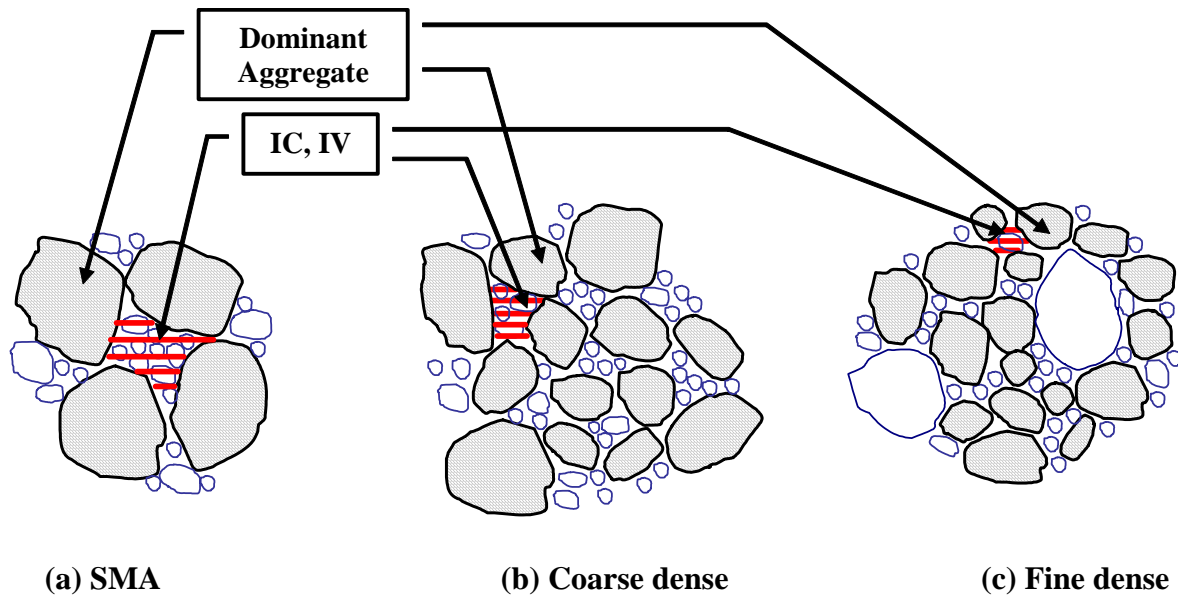 Dominant
Aggregate
IC, IV
(a) SMA
(b) Coarse dense
(c) Fine dense